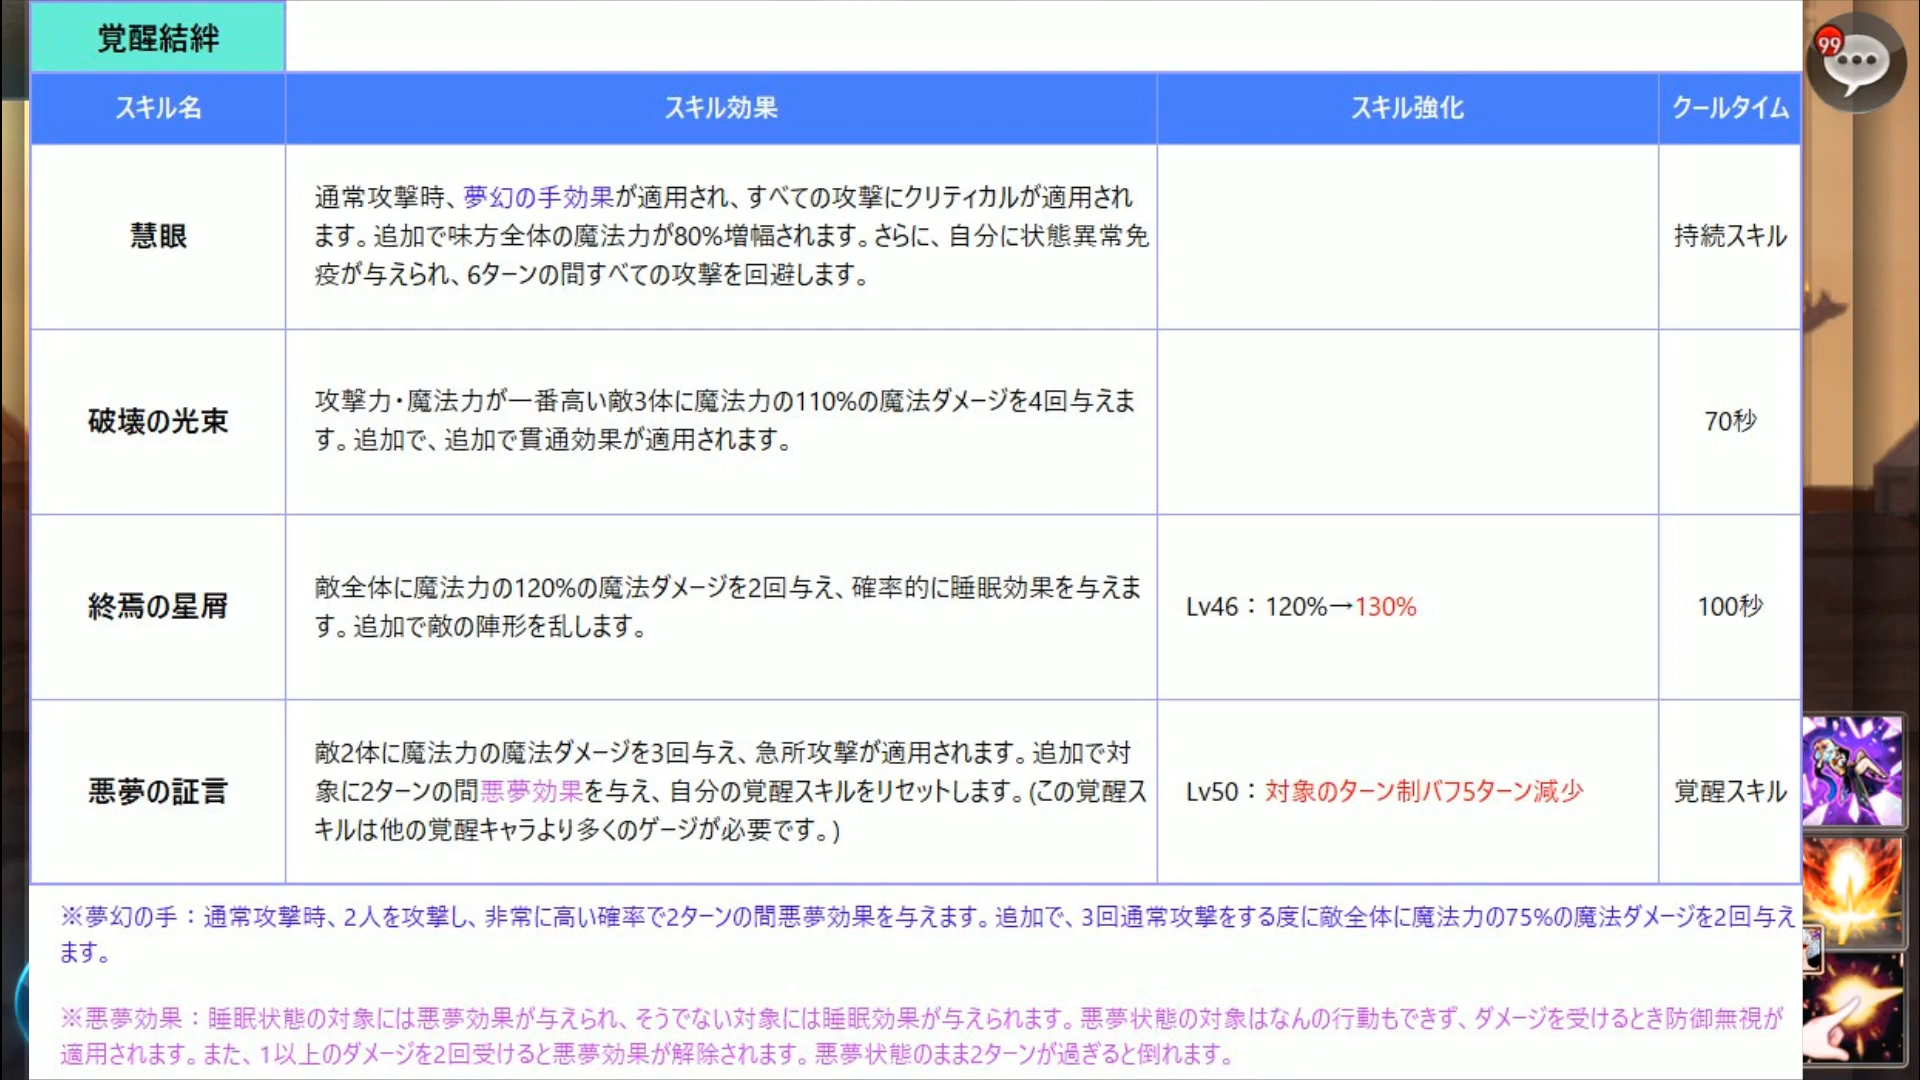 覚醒結絆
99
スキル名 スキル効果 スキル強化 クールタイム
慧眼
通常攻撃時、夢幻の手効果が適用され、すべての攻撃にクリティカルが適用され
ます。追加で味方全体の魔法力が80%増幅されます。さらに、自分に状態異常免
疫が与えられ、6ターンの間すべての攻撃を回避します。
持続スキル
破壊の光束
攻撃力・魔法力が一番高い敵3体に魔法力の110%の魔法ダメージを4回与えま
す。追加で、追加で貫通効果が適用されます。
70秒
終焉の星屑
敵全体に魔法力の120%の魔法ダメージを2回与え、確率的に睡眠効果を与えま
す。追加で敵の陣形を乱します。
Lv46：120%→130%
100秒
悪夢の証言
敵2体に魔法力の魔法ダメージを3回与え、急所攻撃が適用されます。追加で対
象に2ターンの間悪夢効果を与え、自分の覚醒スキルをリセットします。(この覚醒ス
キルは他の覚醒キャラより多くのゲージが必要です。)
Lv50：対象のターン制バフ5ターン減少
覚醒スキル
※夢幻の手：通常攻撃時、2人を攻撃し、非常に高い確率で2ターンの間悪夢効果を与えます。追加で、3回通常攻撃をする度に敵全体に魔法力の75%の魔法ダメージを2回与え
ます。
※悪夢効果：睡眠状態の対象には悪夢効果が与えられ、そうでない対象には睡眠効果が与えられます。悪夢状態の対象はなんの行動もできず、ダメージを受けるとき防御無視が
適用されます。また、1以上のダメージを2回受けると悪夢効果が解除されます。悪夢状態のまま2ターンが過ぎると倒れます。